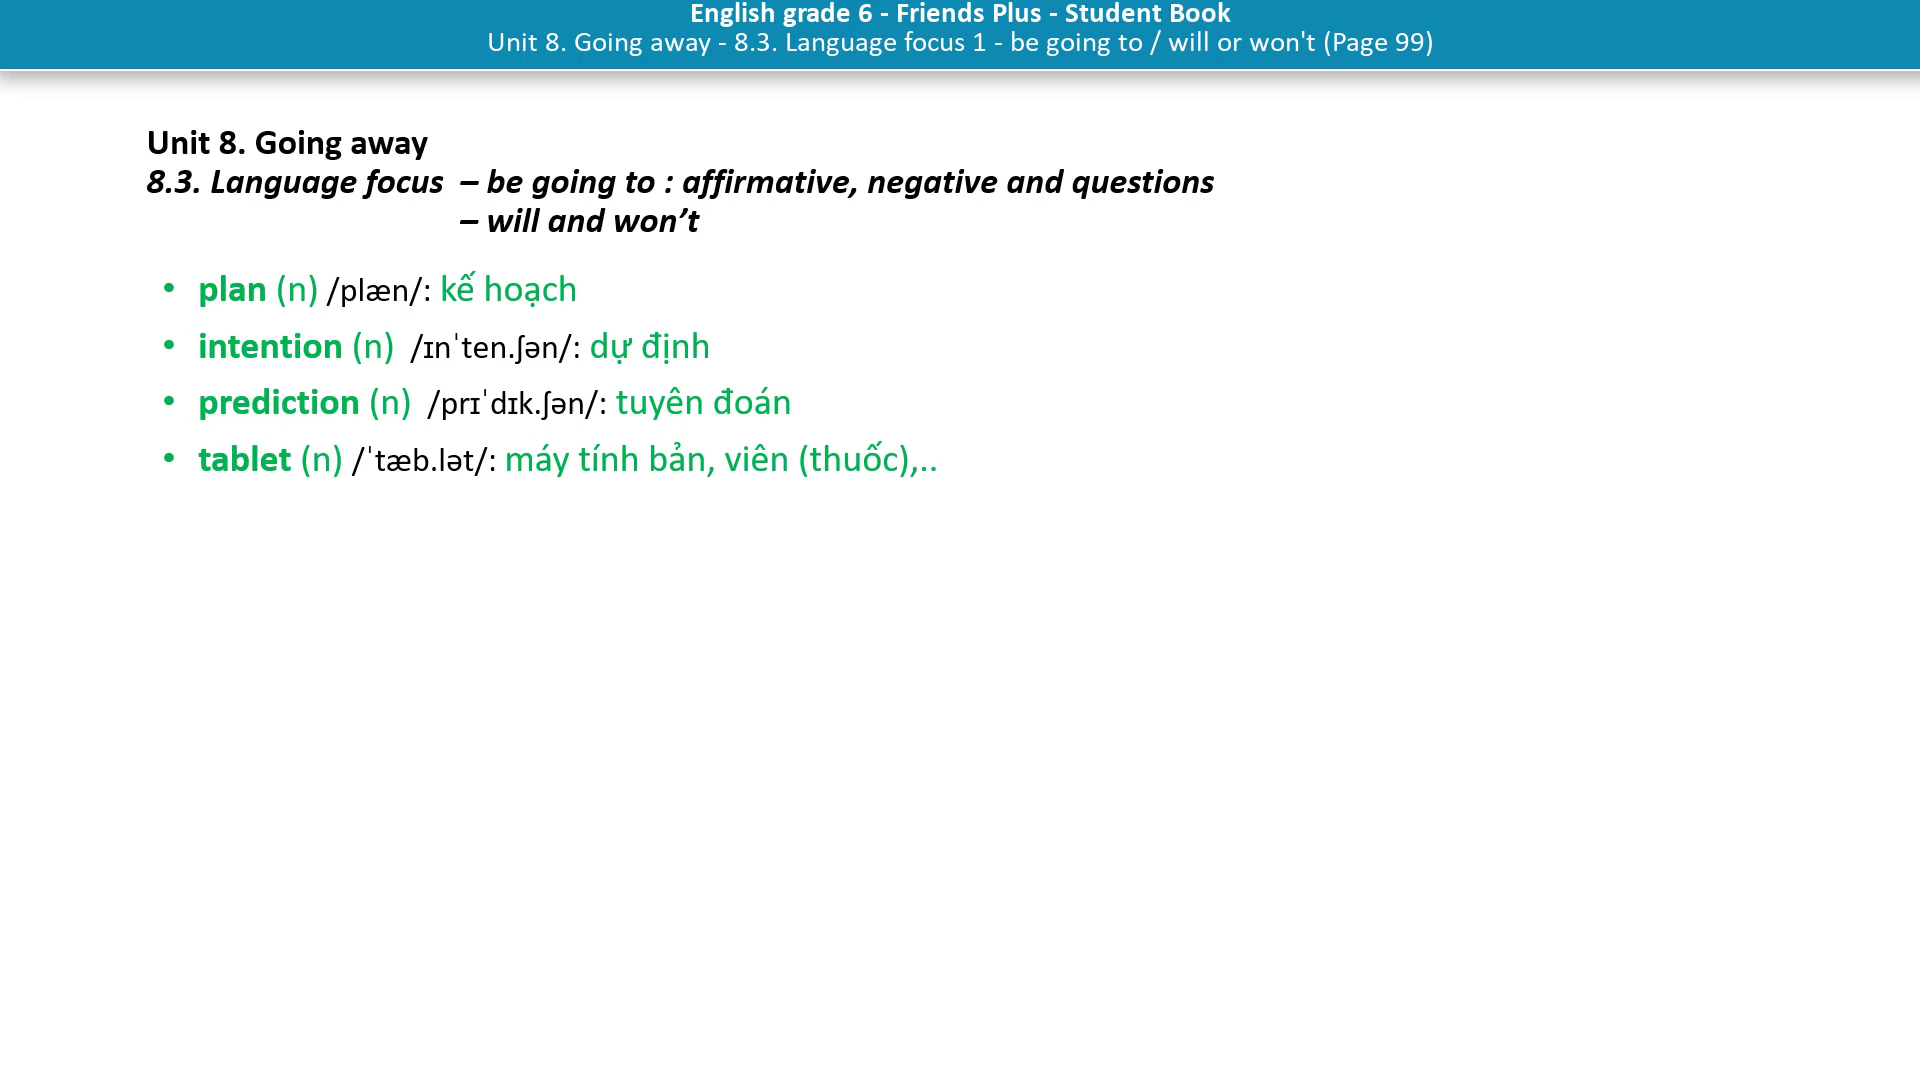 English grade 6 - Friends Plus - Student Book
Unit 8. Going away - 8.3. Language focus 1 - be going to / will or won't (Page 99)
Unit 8. Going away
8.3. Language focus – be going to : affirmative, negative and questions
– will and won’t
• plan (n) /plæn/: kế hoạch
• intention (n) /ɪnˈten.ʃən/: dự định
• prediction (n) /prɪˈdɪk.ʃən/: tuyên đoán
• tablet (n) /ˈtæb.lət/: máy tính bản, viên (thuốc),..